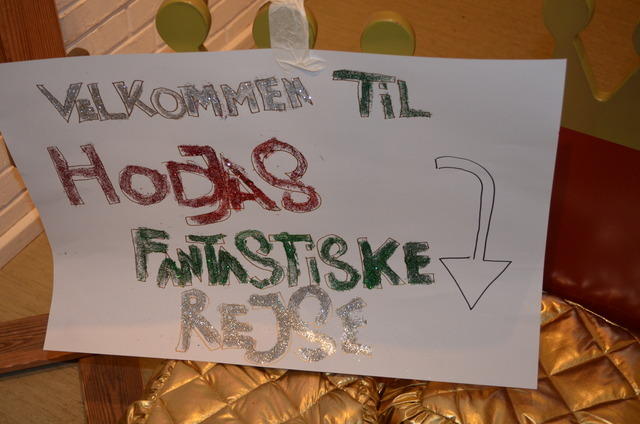 VELKOMMEN TiL
HODJAS
FANTASTiSKE
REJSE